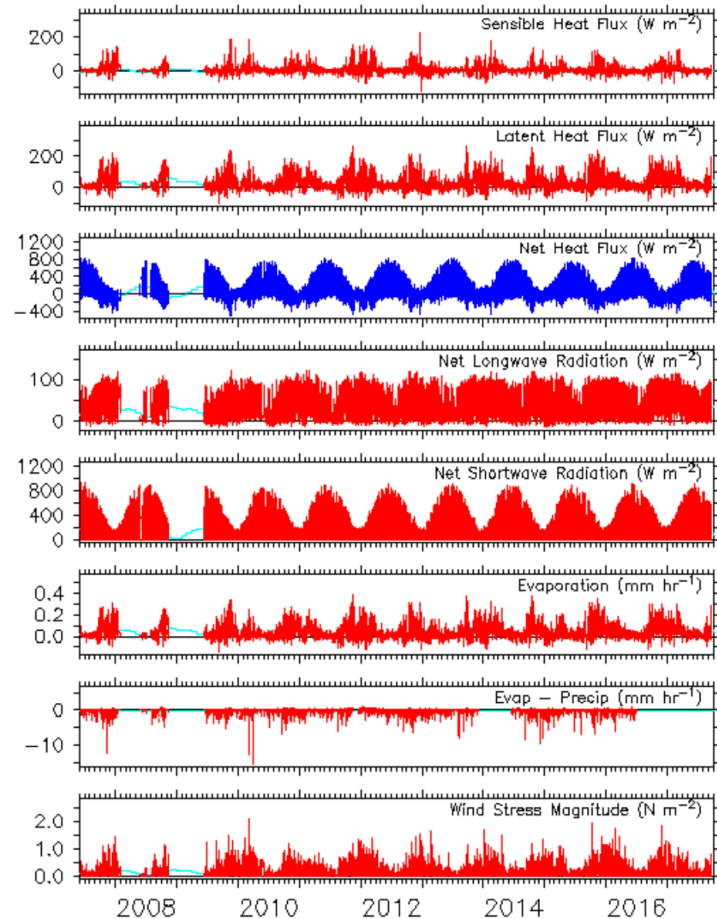 Sensible Heat Flux (W m⁻²)
200
0
Latent Heat Flux (W m⁻²)
200
0
1200
Net Heat Flux (W m⁻²)
800
400
0
−400
Net Longwave Radiation (W m⁻²)
100
0
1200
Net Shortwave Radiation (W m⁻²)
800
400
0
Evaporation (mm hr⁻¹)
0.4
0.2
0.0
Evap − Precip (mm hr⁻¹)
0
−10
Wind Stress Magnitude (N m⁻²)
2.0
1.0
0.0
2008 2010 2012 2014 2016